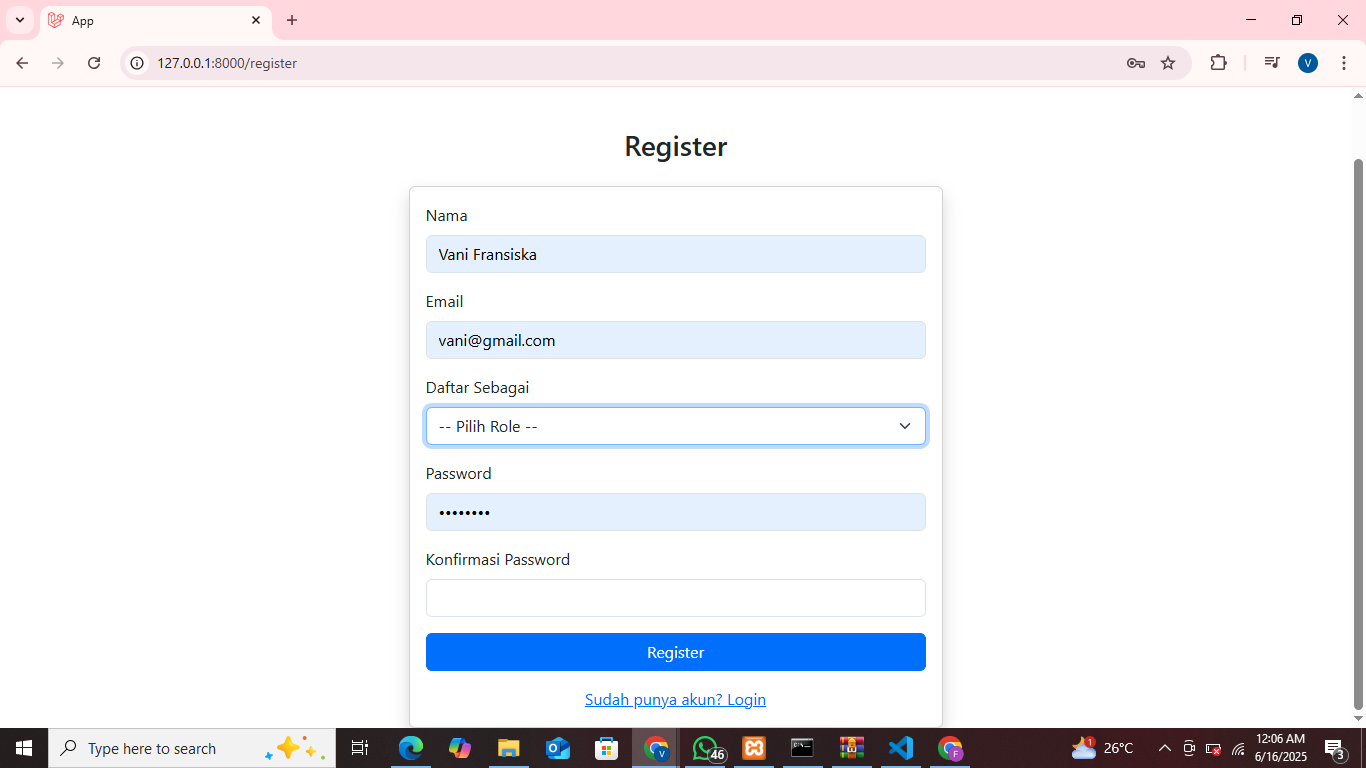 App
127.0.0.1:8000/register
V
Register
Nama
Vani Fransiska
Email
vani@gmail.com
Daftar Sebagai
-- Pilih Role --
Password
••••••••
Konfirmasi Password
Register
Sudah punya akun? Login
Type here to search
V
46
F
1
26°C
12:06 AM
6/16/2025
3